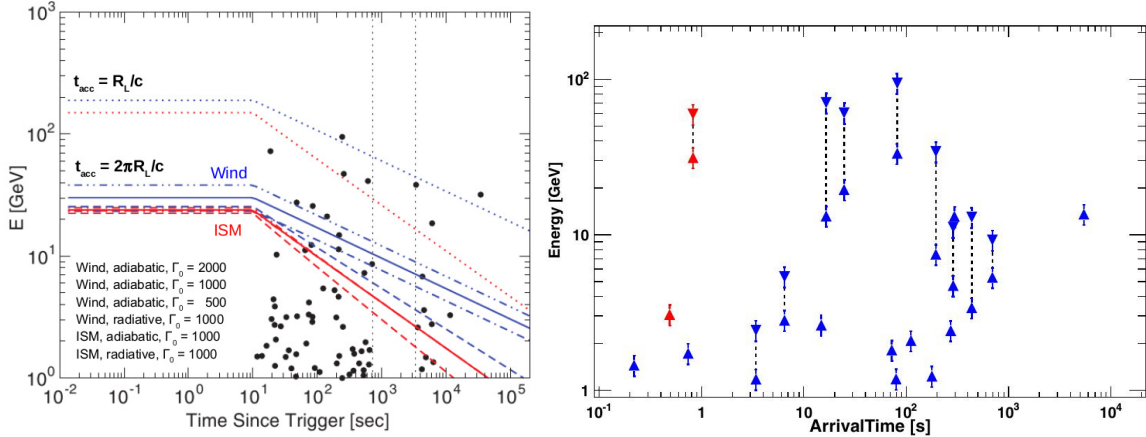 10³
10²
10¹
10⁰
E [GeV]
t_acc = R_L/c
t_acc = 2πR_L/c
Wind
ISM
Wind, adiabatic, Γ₀ = 2000
Wind, adiabatic, Γ₀ = 1000
Wind, adiabatic, Γ₀ = 500
Wind, radiative, Γ₀ = 1000
ISM, adiabatic, Γ₀ = 1000
ISM, radiative, Γ₀ = 1000
10⁻² 10⁻¹ 10⁰ 10¹ 10² 10³ 10⁴ 10⁵
Time Since Trigger [sec]
Energy [GeV]
10²
10
1
10⁻¹ 1 10 10² 10³ 10⁴
ArrivalTime [s]